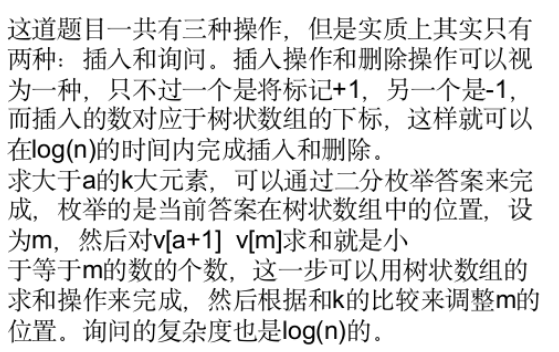 这道题目一共有三种操作，但是实质上其实只有
两种：插入和询问。插入操作和删除操作可以视
为一种，只不过一个是将标记+1，另一个是-1，
而插入的数对应于树状数组的下标，这样就可以
在log(n)的时间内完成插入和删除。
求大于a的k大元素，可以通过二分枚举答案来完
成，枚举的是当前答案在树状数组中的位置，设
为m，然后对v[a+1] v[m]求和就是小
于等于m的数的个数，这一步可以用树状数组的
求和操作来完成，然后根据和k的比较来调整m的
位置。询问的复杂度也是log(n)的。